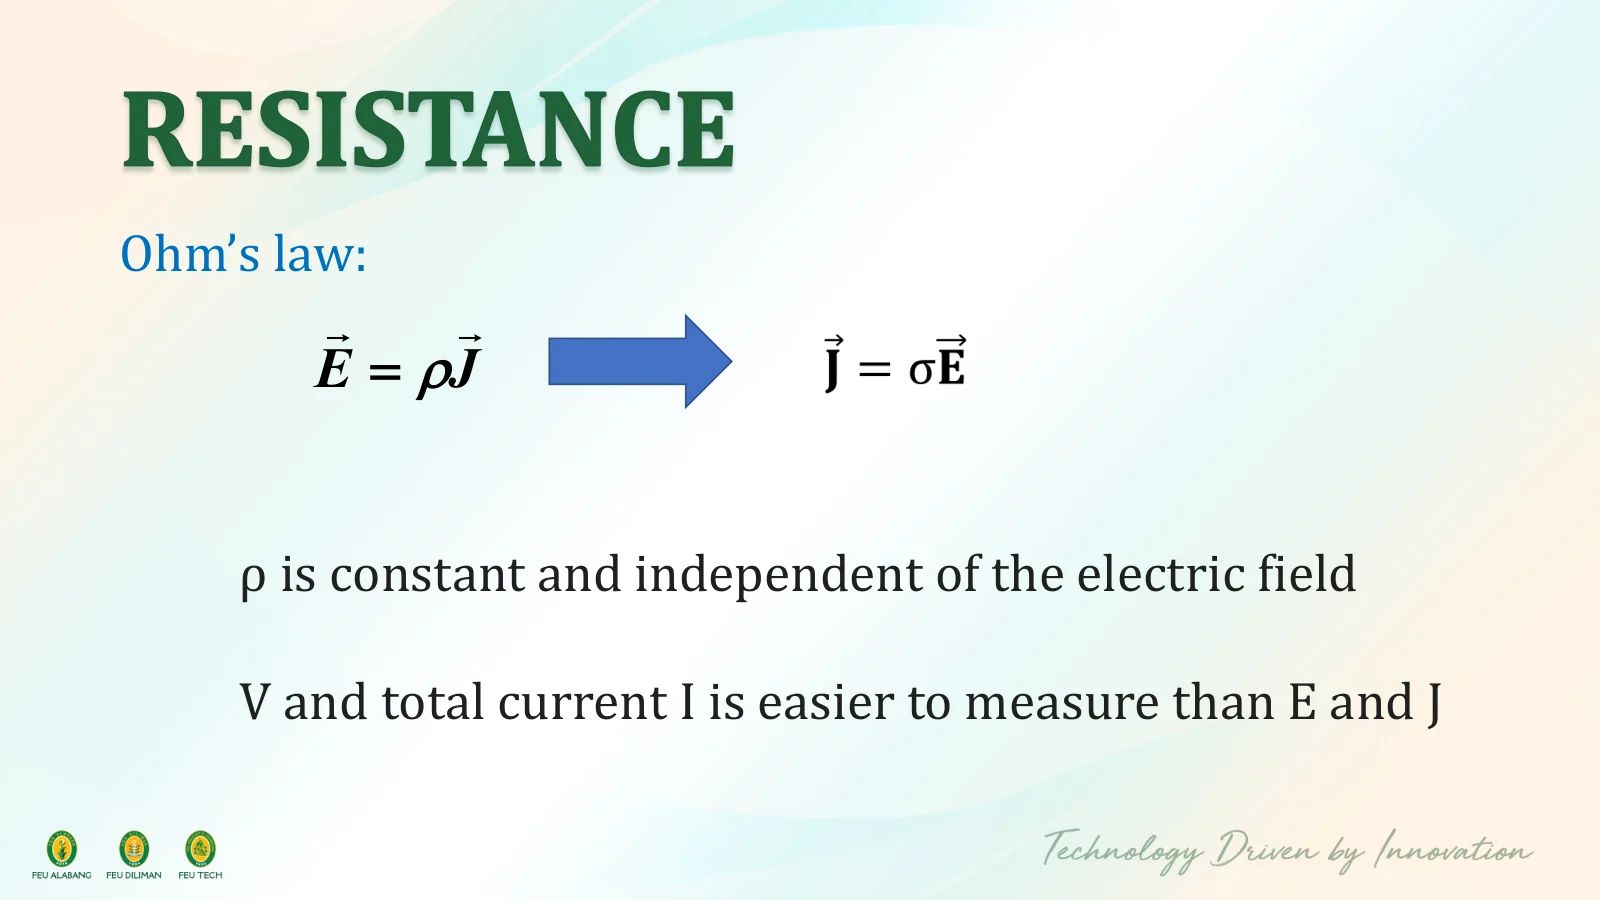 RESISTANCE
Ohm’s law:
E⃗ = ρJ⃗
J⃗ = σE⃗
ρ is constant and independent of the electric field
V and total current I is easier to measure than E and J
FEU ALABANG FEU DILIMAN FEU TECH
Technology Driven by Innovation